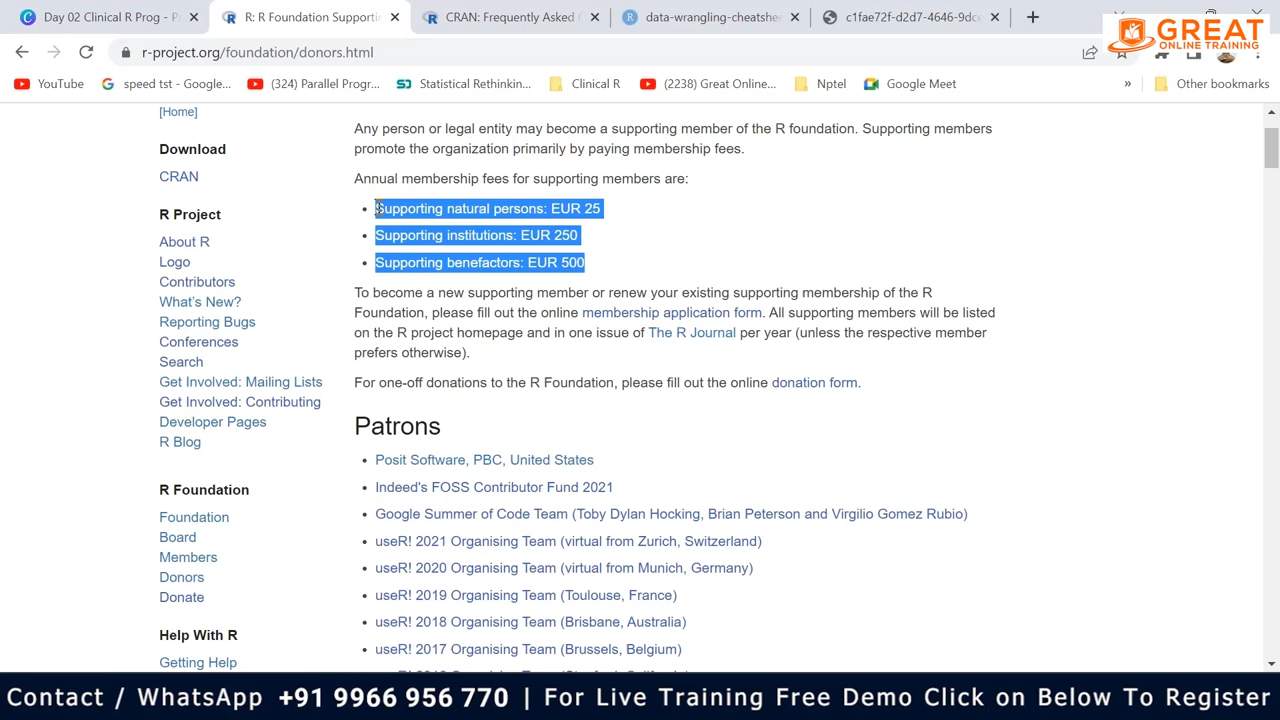 Day 02 Clinical R Prog - P
R: R Foundation Supportin
CRAN: Frequently Asked
data-wrangling-cheatshee
c1fae72f-d2d7-4646-9dce
GREAT
ONLINE TRAINING
r-project.org/foundation/donors.html
YouTube
speed tst - Google...
(324) Parallel Progr...
Statistical Rethinkin...
Clinical R
(2238) Great Online...
Nptel
Google Meet
»
Other bookmarks
[Home]
Download
CRAN
R Project
About R
Logo
Contributors
What's New?
Reporting Bugs
Conferences
Search
Get Involved: Mailing Lists
Get Involved: Contributing
Developer Pages
R Blog
R Foundation
Foundation
Board
Members
Donors
Donate
Help With R
Getting Help
Any person or legal entity may become a supporting member of the R foundation. Supporting members
promote the organization primarily by paying membership fees.
Annual membership fees for supporting members are:
• Supporting natural persons: EUR 25
• Supporting institutions: EUR 250
• Supporting benefactors: EUR 500
To become a new supporting member or renew your existing supporting membership of the R
Foundation, please fill out the online membership application form. All supporting members will be listed
on the R project homepage and in one issue of The R Journal per year (unless the respective member
prefers otherwise).
For one-off donations to the R Foundation, please fill out the online donation form.
Patrons
• Posit Software, PBC, United States
• Indeed's FOSS Contributor Fund 2021
• Google Summer of Code Team (Toby Dylan Hocking, Brian Peterson and Virgilio Gomez Rubio)
• useR! 2021 Organising Team (virtual from Zurich, Switzerland)
• useR! 2020 Organising Team (virtual from Munich, Germany)
• useR! 2019 Organising Team (Toulouse, France)
• useR! 2018 Organising Team (Brisbane, Australia)
• useR! 2017 Organising Team (Brussels, Belgium)
Contact / WhatsApp +91 9966 956 770 | For Live Training Free Demo Click on Below To Register